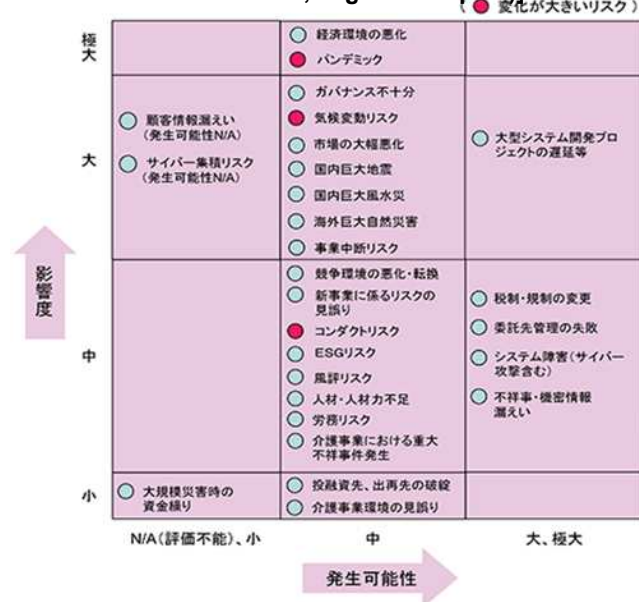 (● 変化が大きいリスク)
極大
経済環境の悪化
パンデミック
大
顧客情報漏えい
(発生可能性N/A)
サイバー集積リスク
(発生可能性N/A)
ガバナンス不十分
気候変動リスク
市場の大幅悪化
国内巨大地震
国内巨大風水災
海外巨大自然災害
事業中断リスク
大型システム開発プロ
ジェクトの遅延等
影響度
中
競争環境の悪化・転換
新事業に係るリスクの
見誤り
コンダクトリスク
ESGリスク
風評リスク
人材・人材力不足
労務リスク
介護事業における重大
不祥事件発生
税制・規制の変更
委託先管理の失敗
システム障害(サイバー
攻撃含む)
不祥事・機密情報
漏えい
小
大規模災害時の
資金繰り
投融資先、出再先の破綻
介護事業環境の見誤り
N/A(評価不能)、小
中
大、極大
発生可能性